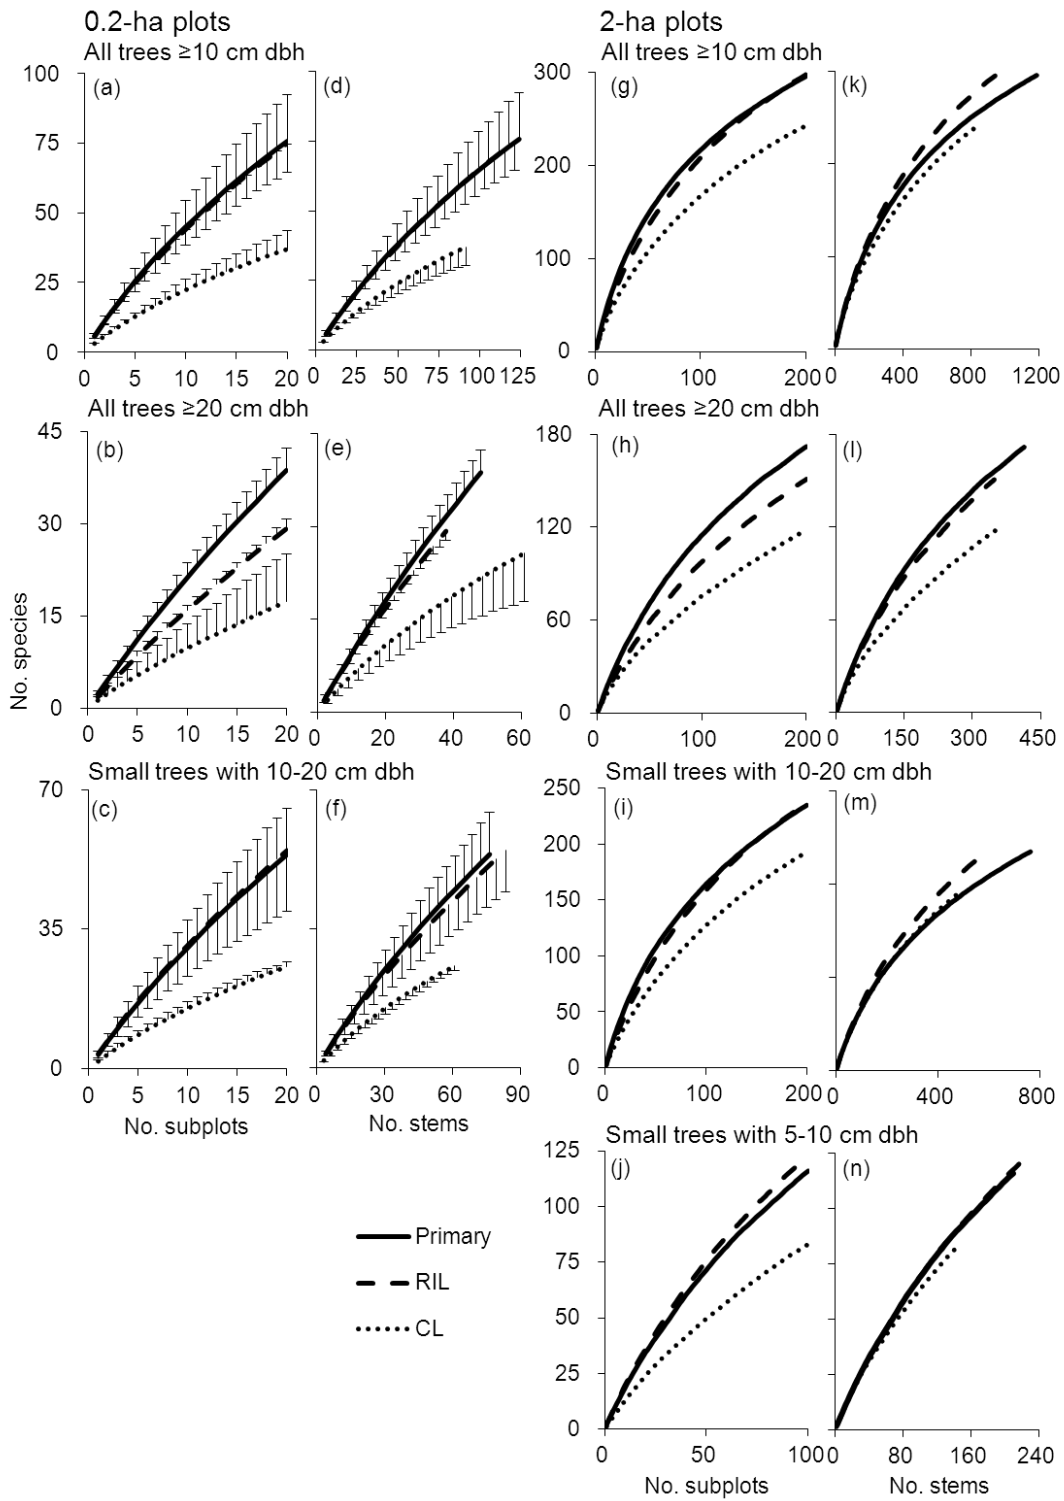 0.2-ha plots
All trees ≥10 cm dbh
2-ha plots
All trees ≥10 cm dbh
100
75
50
25
0
(a)
0 5 10 15 20
(d)
0 25 50 75 100 125
300
200
100
0
(g)
0 100 200
(k)
0 400 800 1200
All trees ≥20 cm dbh
All trees ≥20 cm dbh
No. species
45
30
15
0
(b)
0 5 10 15 20
(e)
0 20 40 60
180
120
60
0
(h)
0 100 200
(l)
0 150 300 450
Small trees with 10-20 cm dbh
Small trees with 10-20 cm dbh
70
35
0
(c)
0 5 10 15 20
No. subplots
(f)
0 30 60 90
No. stems
250
200
150
100
50
0
(i)
0 100 200
(m)
0 400 800
Small trees with 5-10 cm dbh
125
100
75
50
25
0
(j)
0 50 100
No. subplots
(n)
0 80 160 240
No. stems
Primary
RIL
CL